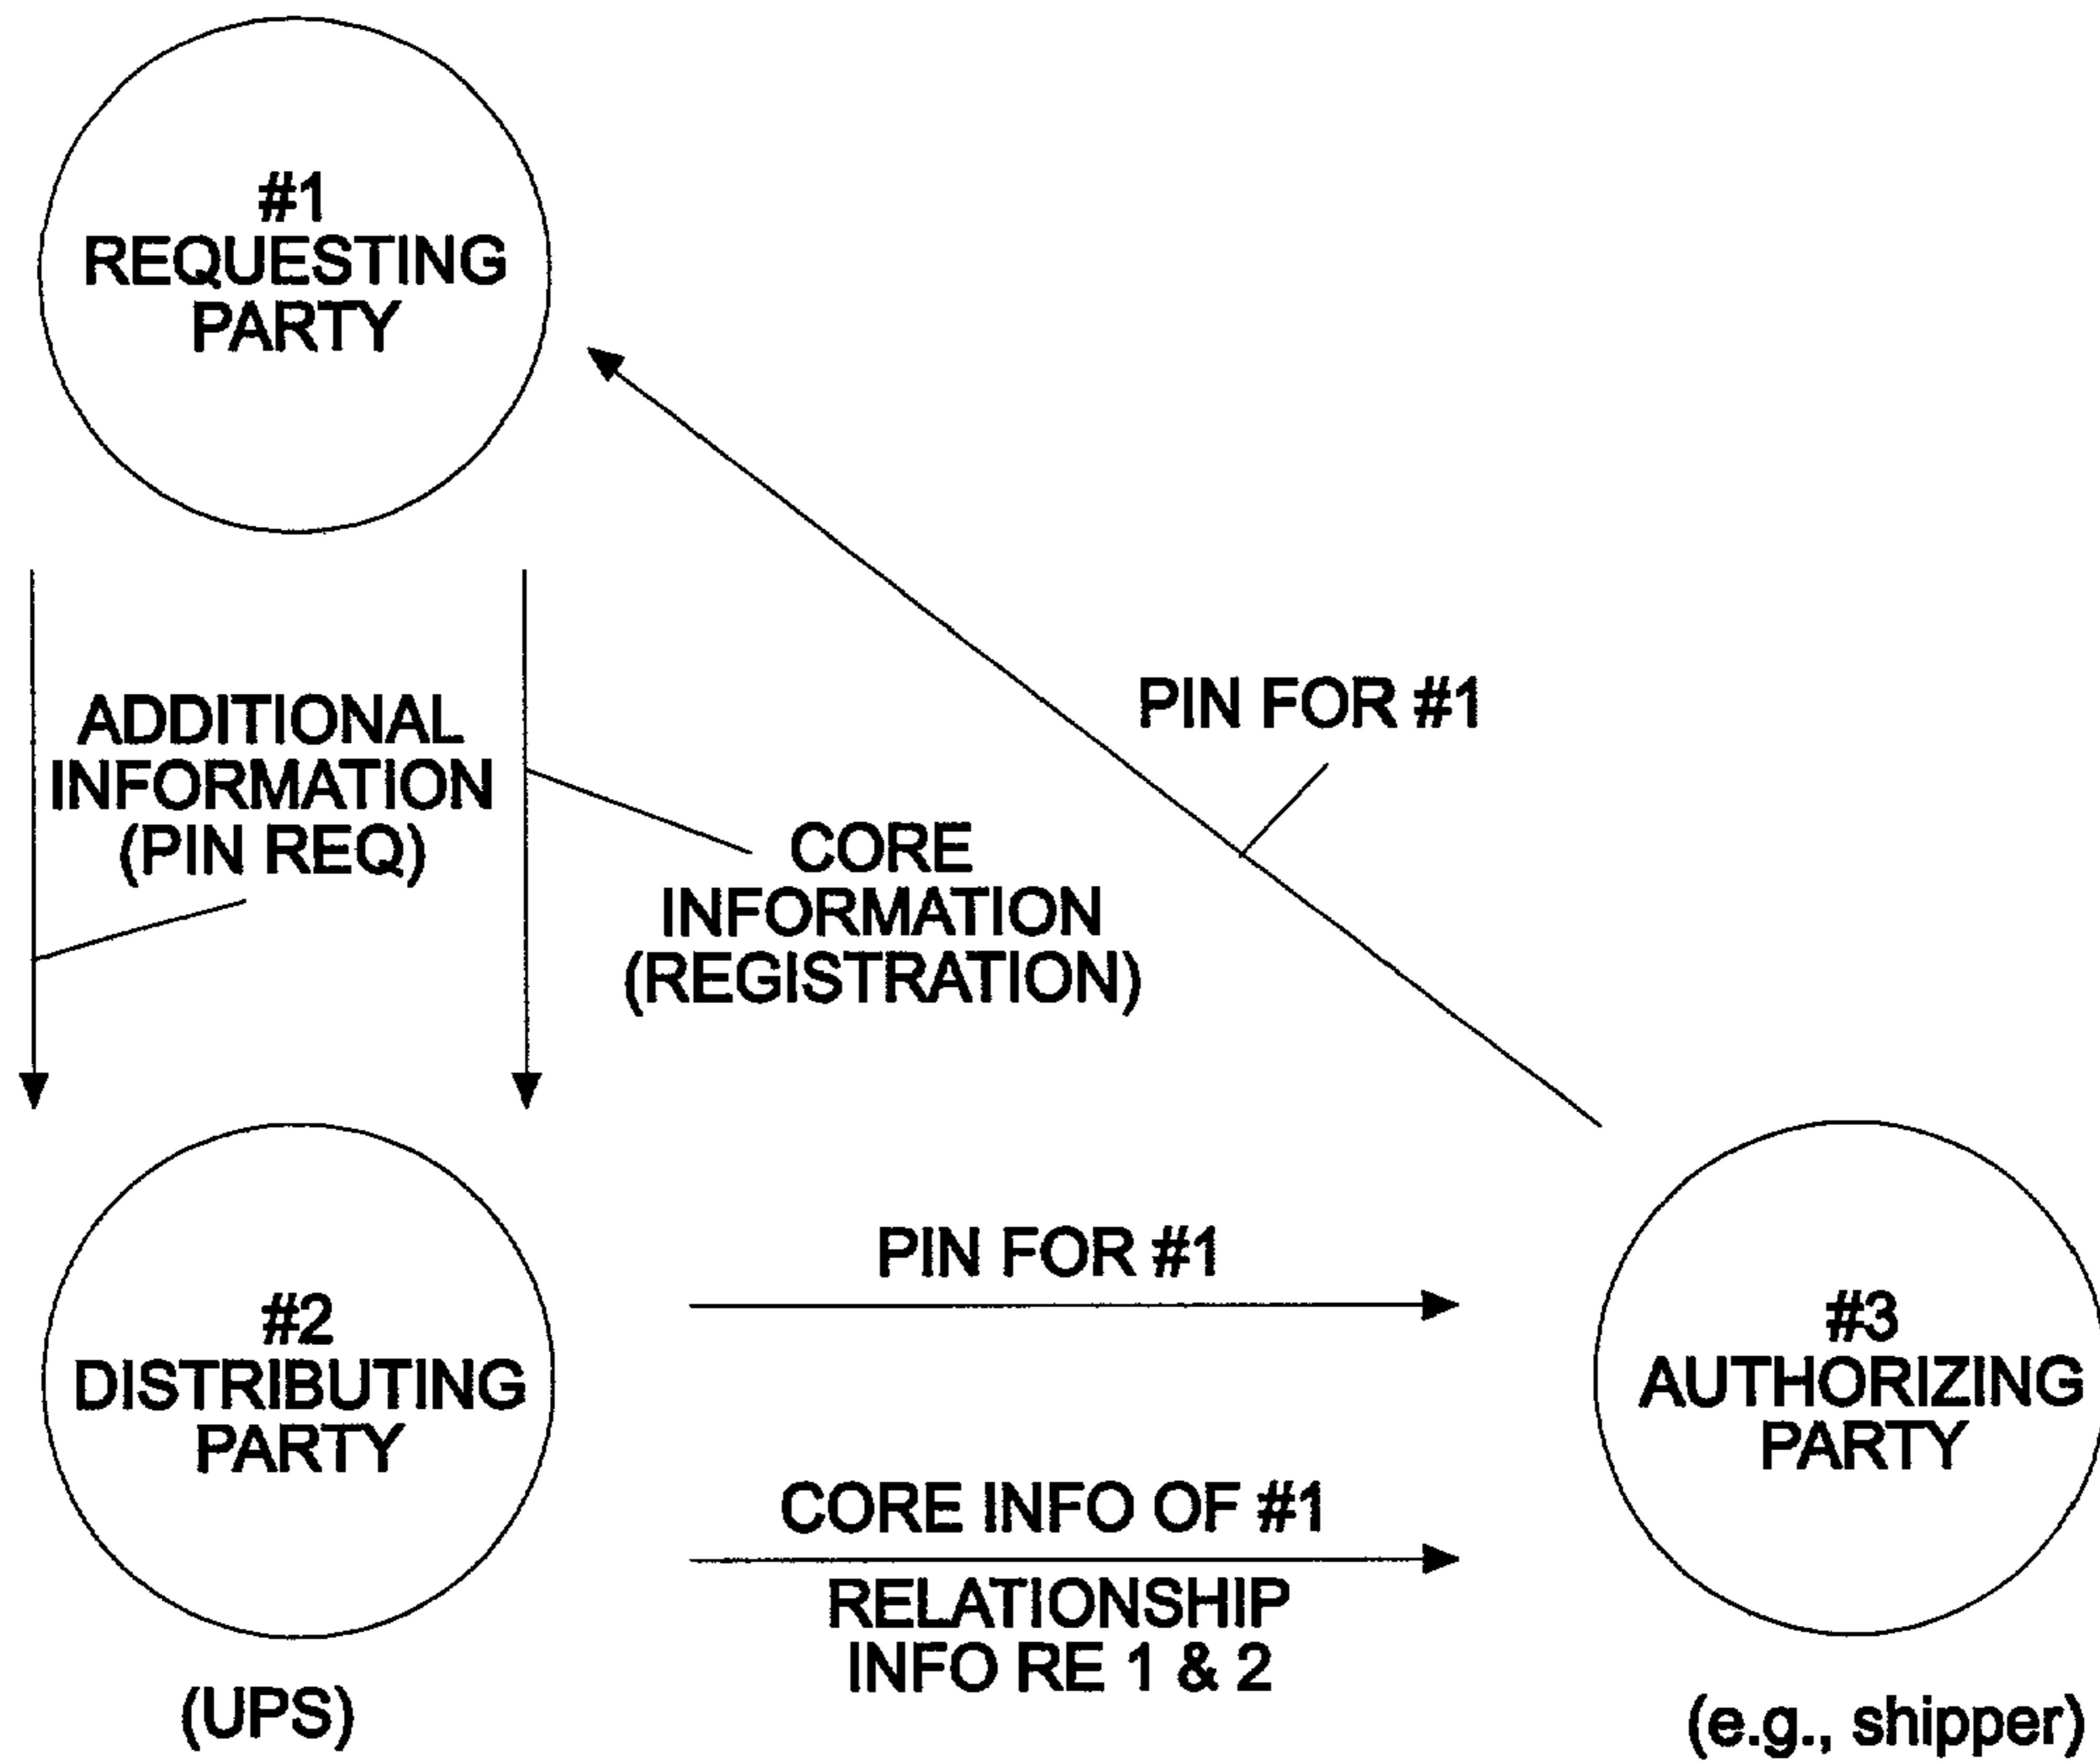 #1
REQUESTING
PARTY
ADDITIONAL
INFORMATION
(PIN REQ)
CORE
INFORMATION
(REGISTRATION)
PIN FOR #1
#2
DISTRIBUTING
PARTY
(UPS)
PIN FOR #1
CORE INFO OF #1
RELATIONSHIP
INFO RE 1 & 2
#3
AUTHORIZING
PARTY
(e.g., shipper)